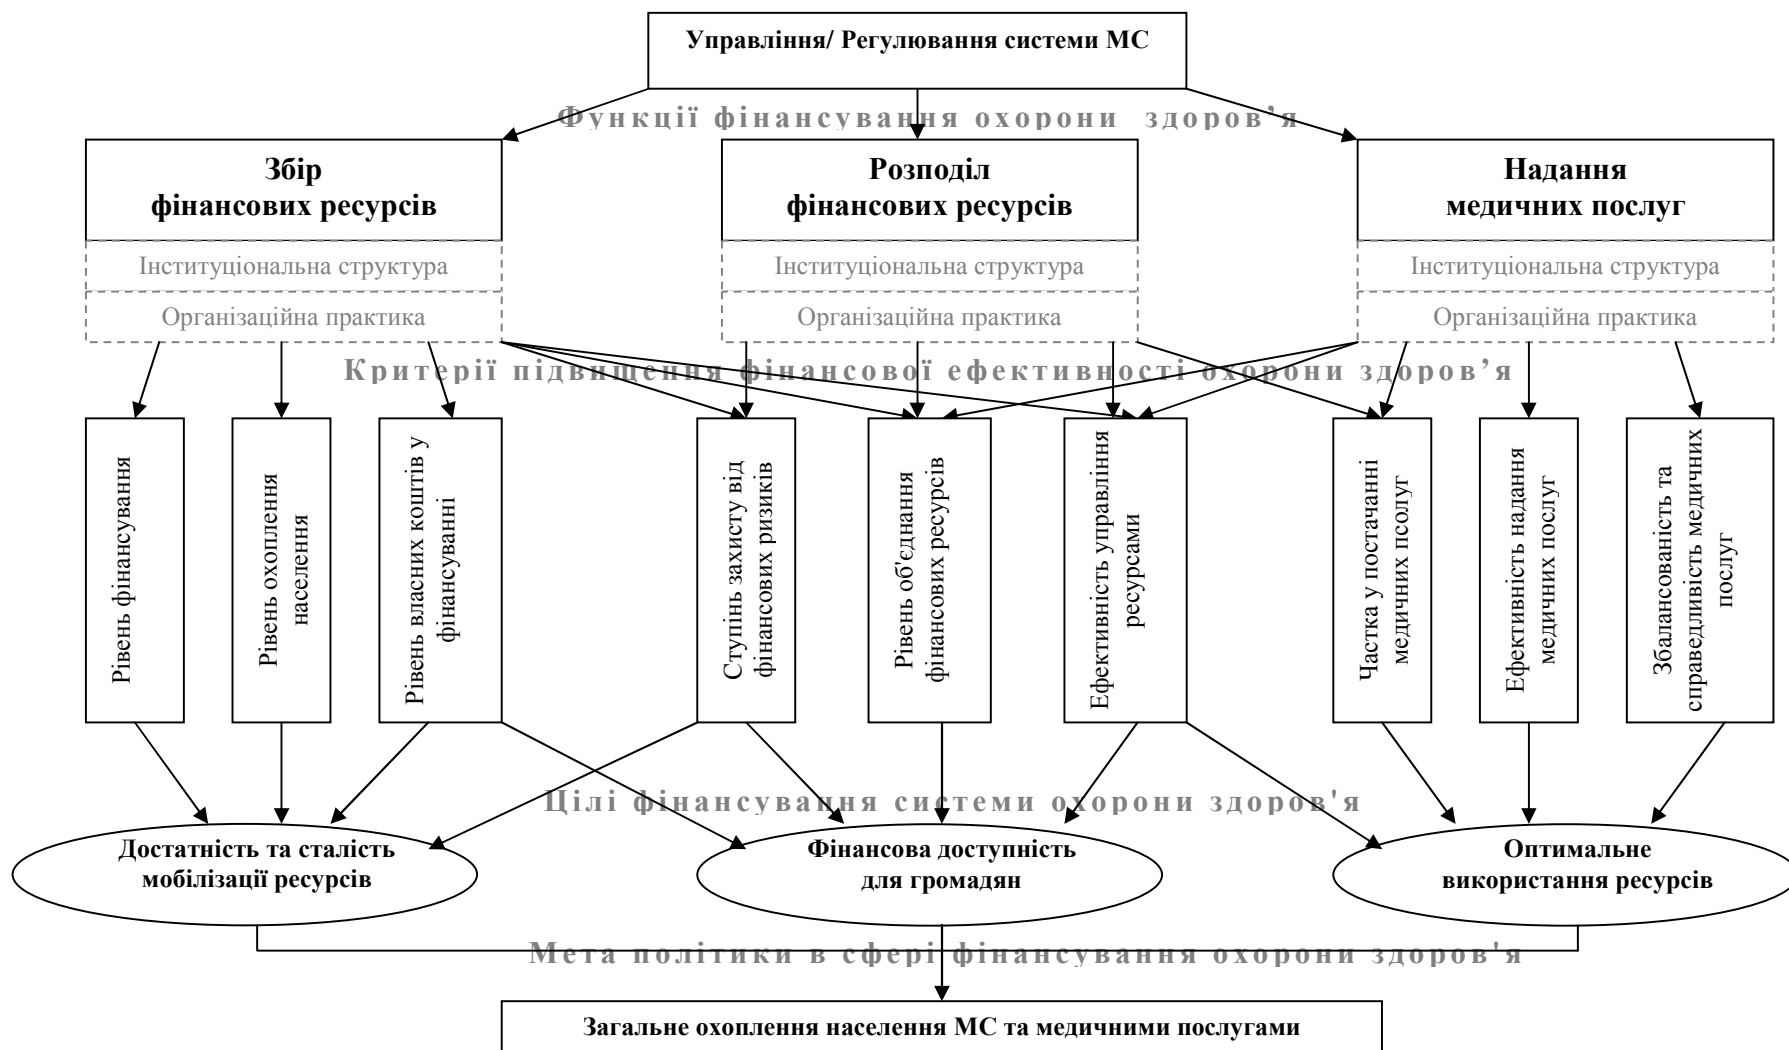 Управління/ Регулювання системи МС
Функції фінансування охорони здоров’я
Збір
фінансових ресурсів
Інституціональна структура
Організаційна практика
Розподіл
фінансових ресурсів
Інституціональна структура
Організаційна практика
Надання
медичних послуг
Інституціональна структура
Організаційна практика
Критерії підвищення фінансової ефективності охорони здоров’я
Рівень фінансування
Рівень охоплення
населення
Рівень власних коштів у
фінансуванні
Ступінь захисту від
фінансових ризиків
Рівень об'єднання
фінансових ресурсів
Ефективність управління
ресурсами
Частка у постачанні
медичних псолуг
Ефективність надання
медичних послуг
Збалансованість та
справедливість медичних
послуг
Цілі фінансування системи охорони здоров'я
Достатність та сталість
мобілізації ресурсів
Фінансова доступність
для громадян
Оптимальне
використання ресурсів
Мета політики в сфері фінансування охорони здоров'я
Загальне охоплення населення МС та медичними послугами